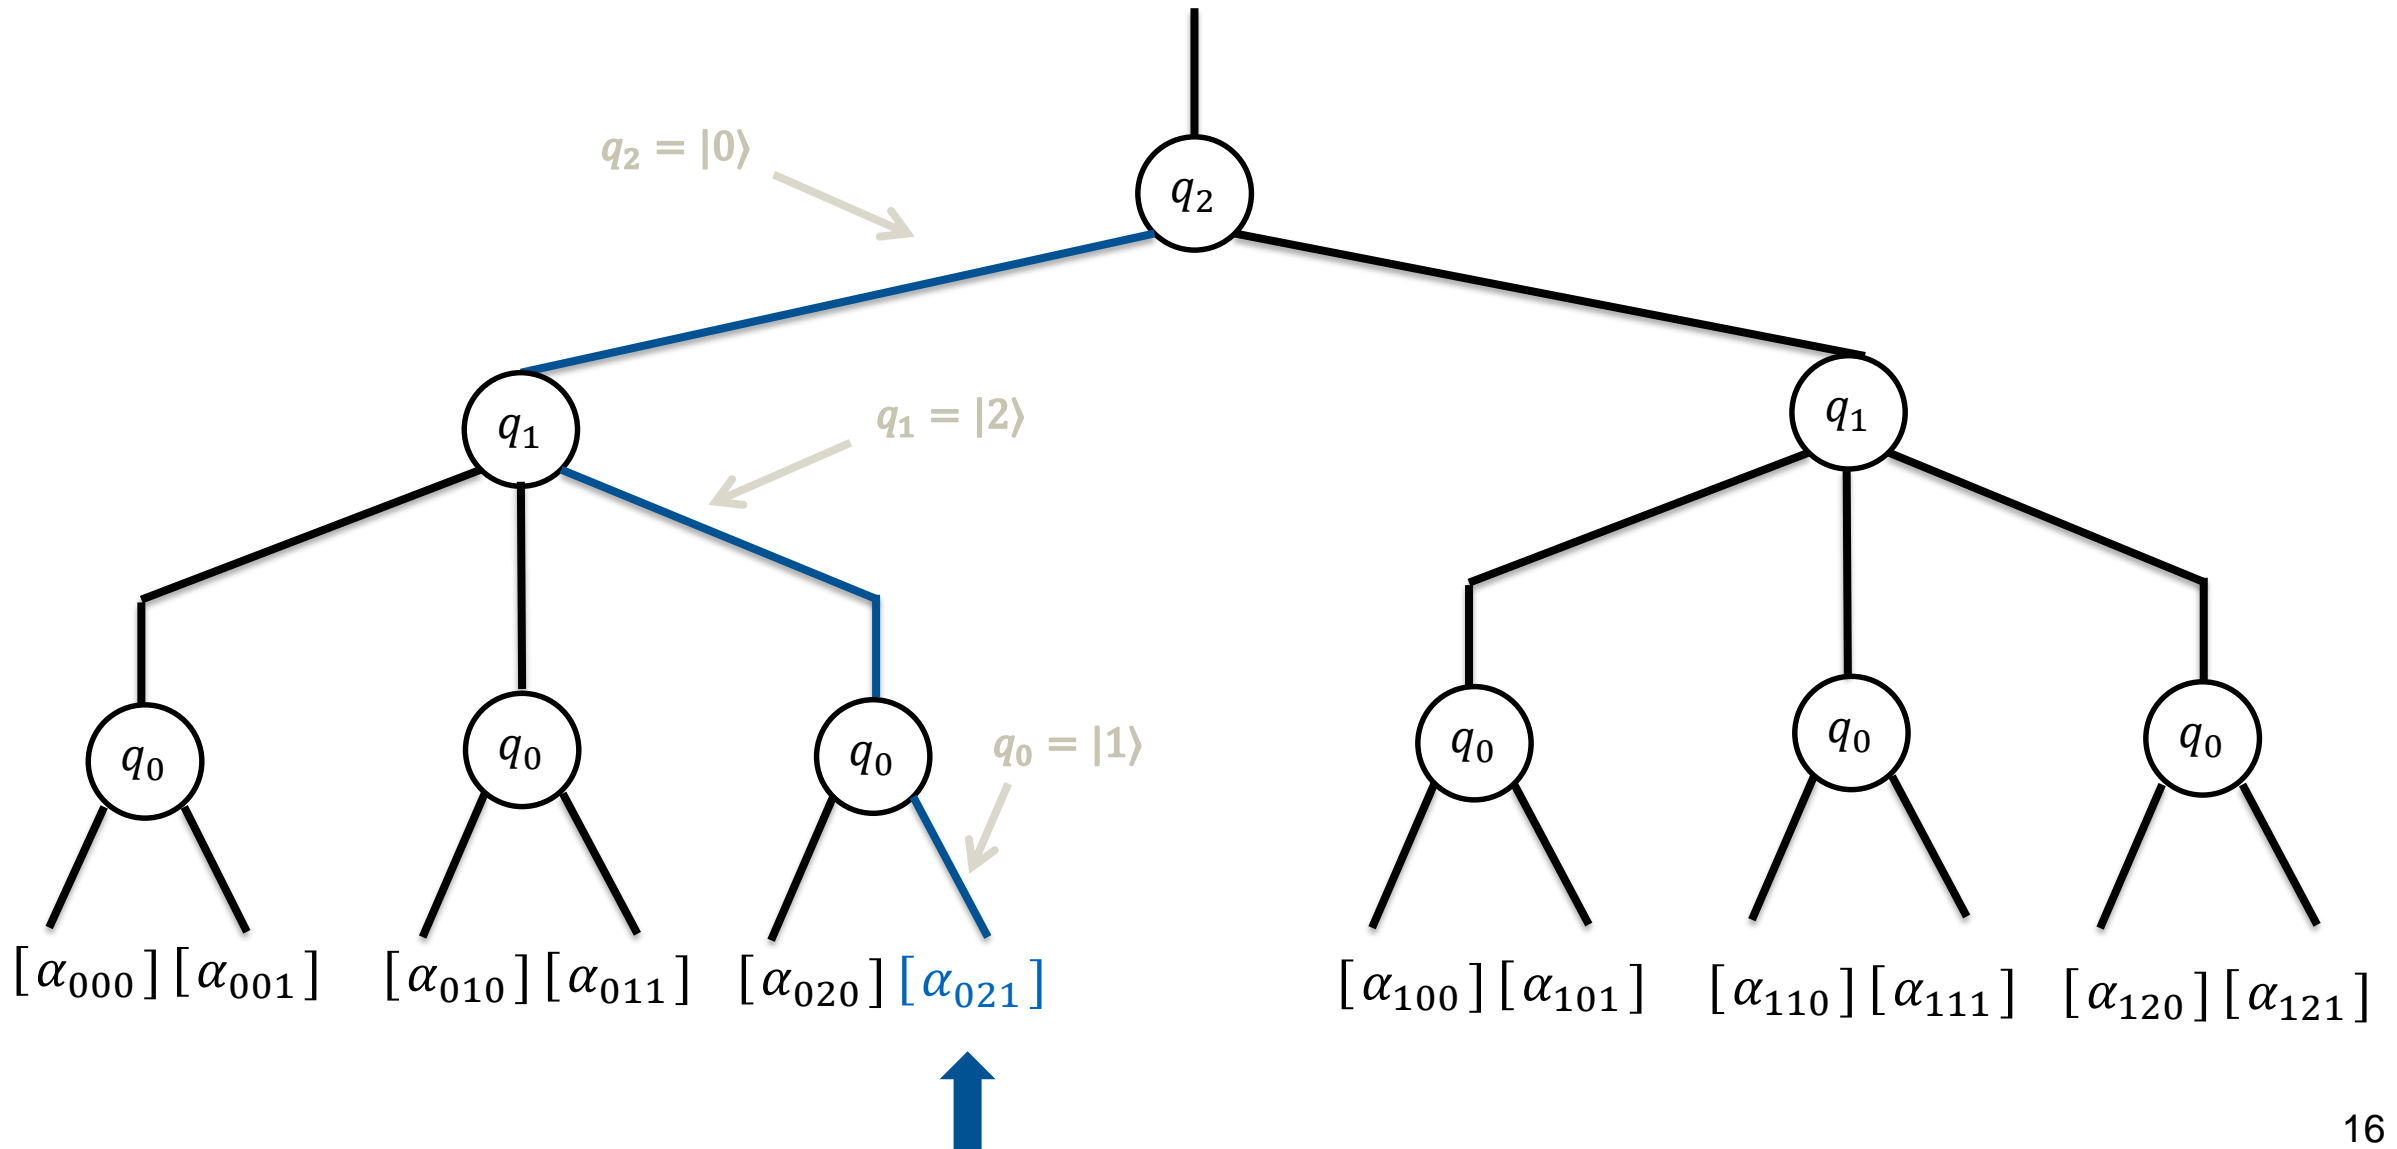 q₂ = |0⟩
q₂
q₁ = |2⟩
q₁
q₁
q₀ = |1⟩
q₀
q₀
q₀
q₀
q₀
q₀
[α₀₀₀] [α₀₀₁] [α₀₁₀] [α₀₁₁] [α₀₂₀] [α₀₂₁] [α₁₀₀] [α₁₀₁] [α₁₁₀] [α₁₁₁] [α₁₂₀] [α₁₂₁]
16